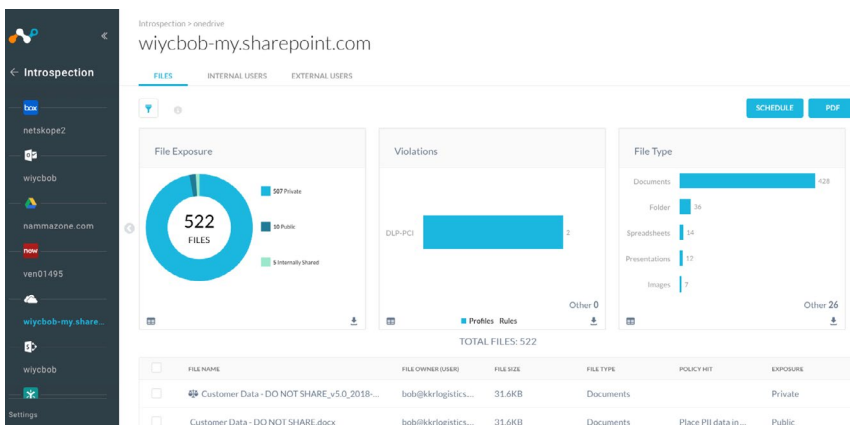 Introspection > onedrive
wiycbob-my.sharepoint.com
Introspection
FILES INTERNAL USERS EXTERNAL USERS
SCHEDULE PDF
box
netskope2
wiycbob
nammazone.com
now
ven01495
wiycbob-my.share...
wiycbob
Settings
File Exposure
522
FILES
507 Private
10 Public
5 Internally Shared
Violations
DLP-PCI 2
Other 0
Profiles Rules
File Type
Documents 428
Folder 36
Spreadsheets 14
Presentations 12
Images 7
Other 26
TOTAL FILES: 522
FILE NAME FILE OWNER (USER) FILE SIZE FILE TYPE POLICY HIT EXPOSURE
Customer Data - DO NOT SHARE_v5.0_2018-... bob@kkrlogistics... 31.6KB Documents Private
Customer Data - DO NOT SHARE.docx bob@kkrlogistics... 31.6KB Documents Place PII data in ... Public